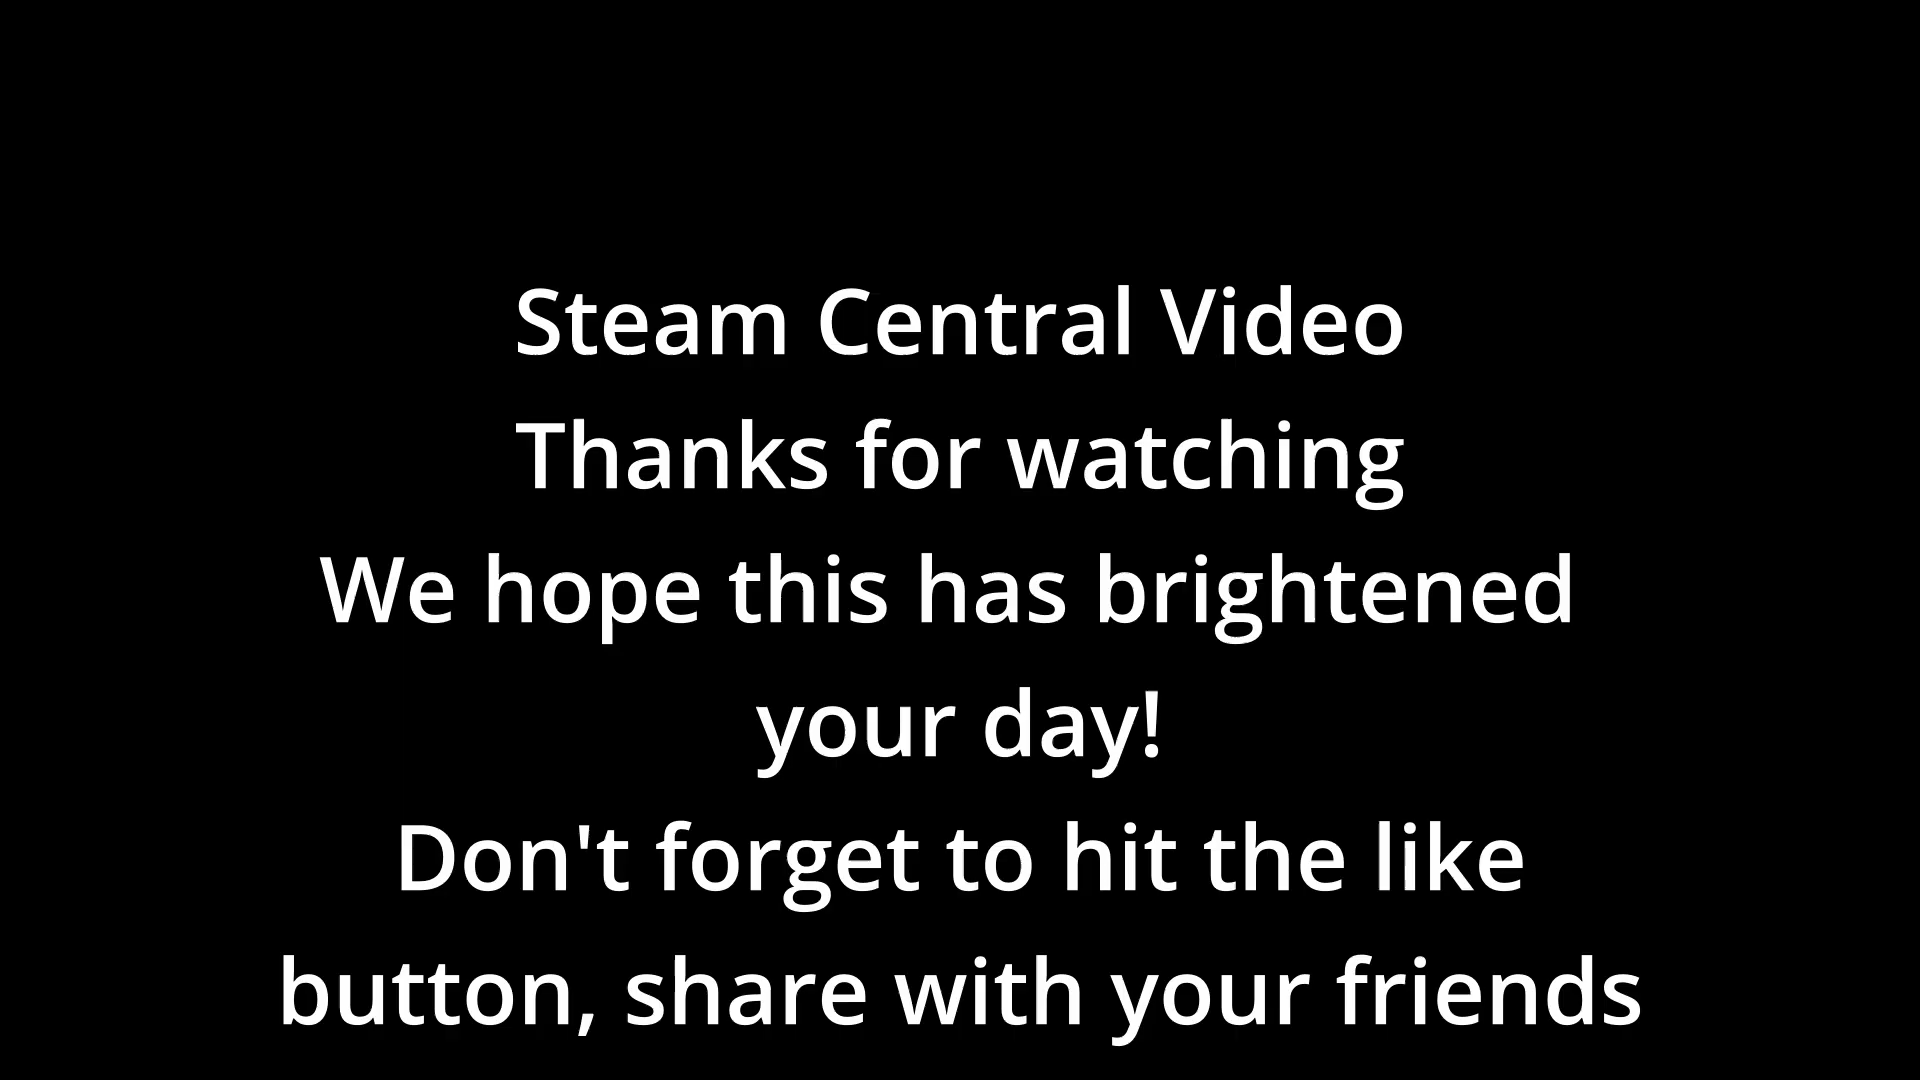 Steam Central Video
Thanks for watching
We hope this has brightened
your day!
Don't forget to hit the like
button, share with your friends